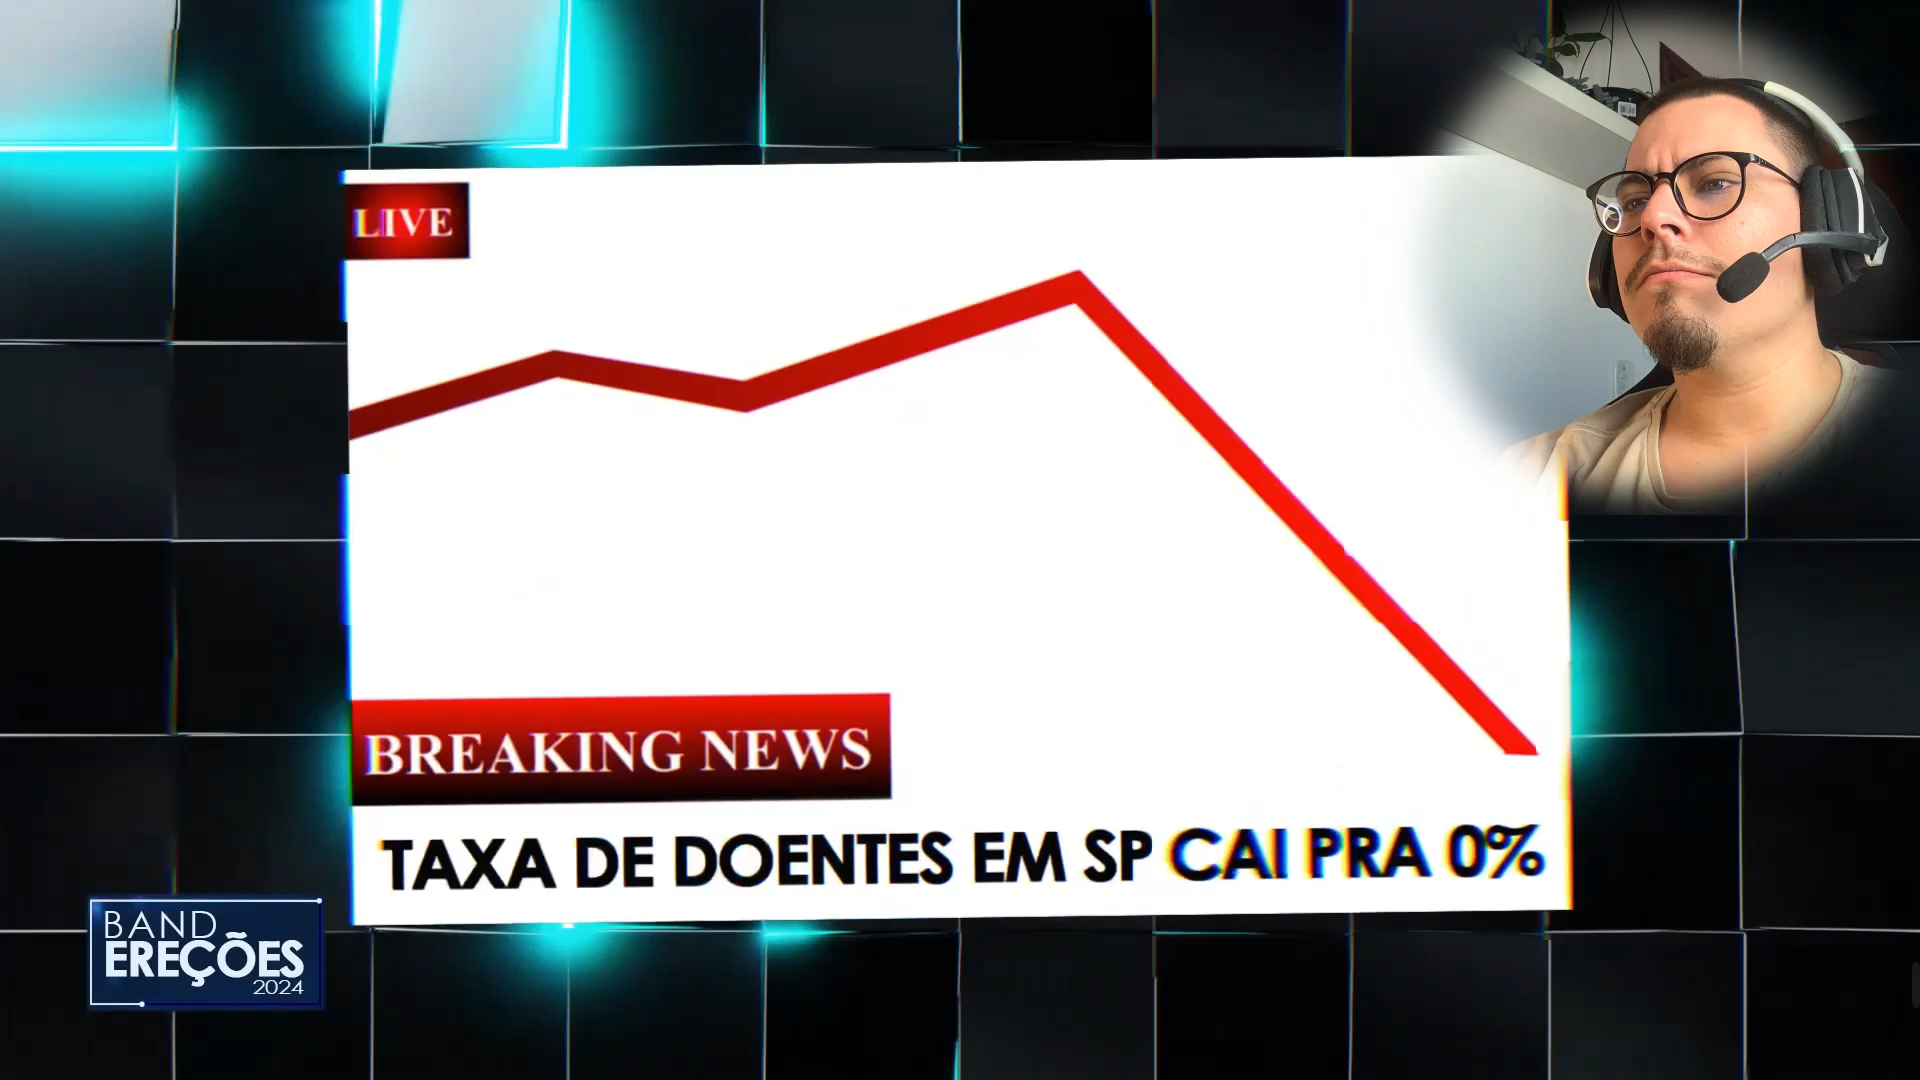 LIVE
BREAKING NEWS
TAXA DE DOENTES EM SP CAI PRA 0%
BAND
EREÇÕES
2024